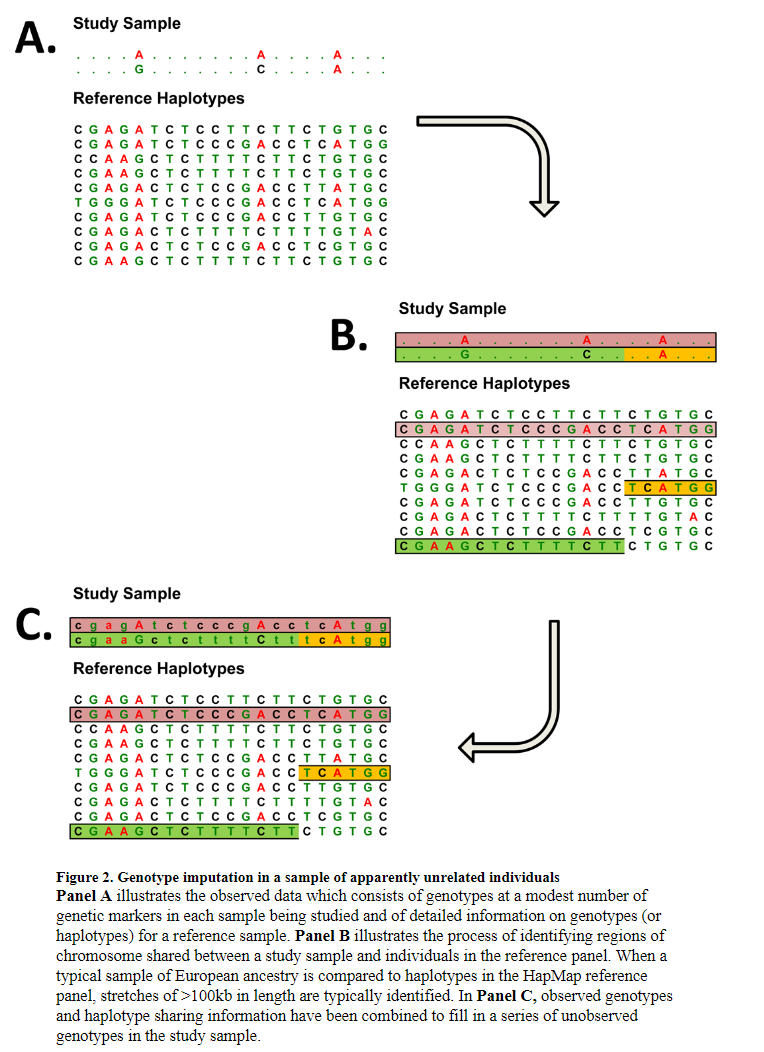 A.
Study Sample
. . . . A . . . . . . . A . . . . A . . .
. . . . G . . . . . . . C . . . . A . . .
Reference Haplotypes
C G A G A T C T C C T T C T T C T G T G C
C G A G A T C T C C C G A C C T C A T G G
C C A A G C T C T T T T C T T C T G T G C
C G A A G C T C T T T T C T T C T G T G C
C G A G A C T C T C C G A C C T T A T G C
T G G G A T C T C C C G A C C T C A T G G
C G A G A T C T C C C G A C C T T G T G C
C G A G A C T C T T T T C T T T T G T A C
C G A G A C T C T C C G A C C T C G T G C
C G A A G C T C T T T T C T T C T G T G C
B.
Study Sample
. . . . A . . . . . . . A . . . . A . . .
. . . . G . . . . . . . C . . . . A . . .
Reference Haplotypes
C G A G A T C T C C T T C T T C T G T G C
C G A G A T C T C C C G A C C T C A T G G
C C A A G C T C T T T T C T T C T G T G C
C G A A G C T C T T T T C T T C T G T G C
C G A G A C T C T C C G A C C T T A T G C
T G G G A T C T C C C G A C C T C A T G G
C G A G A T C T C C C G A C C T T G T G C
C G A G A C T C T T T T C T T T T G T A C
C G A G A C T C T C C G A C C T C G T G C
C G A A G C T C T T T T C T T C T G T G C
C.
Study Sample
c g a g A t c t c c c g A c c t c A t g g
c g a a G c t c t t t t C t t t c A t g g
Reference Haplotypes
C G A G A T C T C C T T C T T C T G T G C
C G A G A T C T C C C G A C C T C A T G G
C C A A G C T C T T T T C T T C T G T G C
C G A A G C T C T T T T C T T C T G T G C
C G A G A C T C T C C G A C C T T A T G C
T G G G A T C T C C C G A C C T C A T G G
C G A G A T C T C C C G A C C T T G T G C
C G A G A C T C T T T T C T T T T G T A C
C G A G A C T C T C C G A C C T C G T G C
C G A A G C T C T T T T C T T C T G T G C
Figure 2. Genotype imputation in a sample of apparently unrelated individuals
Panel A illustrates the observed data which consists of genotypes at a modest number of
genetic markers in each sample being studied and of detailed information on genotypes (or
haplotypes) for a reference sample. Panel B illustrates the process of identifying regions of
chromosome shared between a study sample and individuals in the reference panel. When a
typical sample of European ancestry is compared to haplotypes in the HapMap reference
panel, stretches of >100kb in length are typically identified. In Panel C, observed genotypes
and haplotype sharing information have been combined to fill in a series of unobserved
genotypes in the study sample.